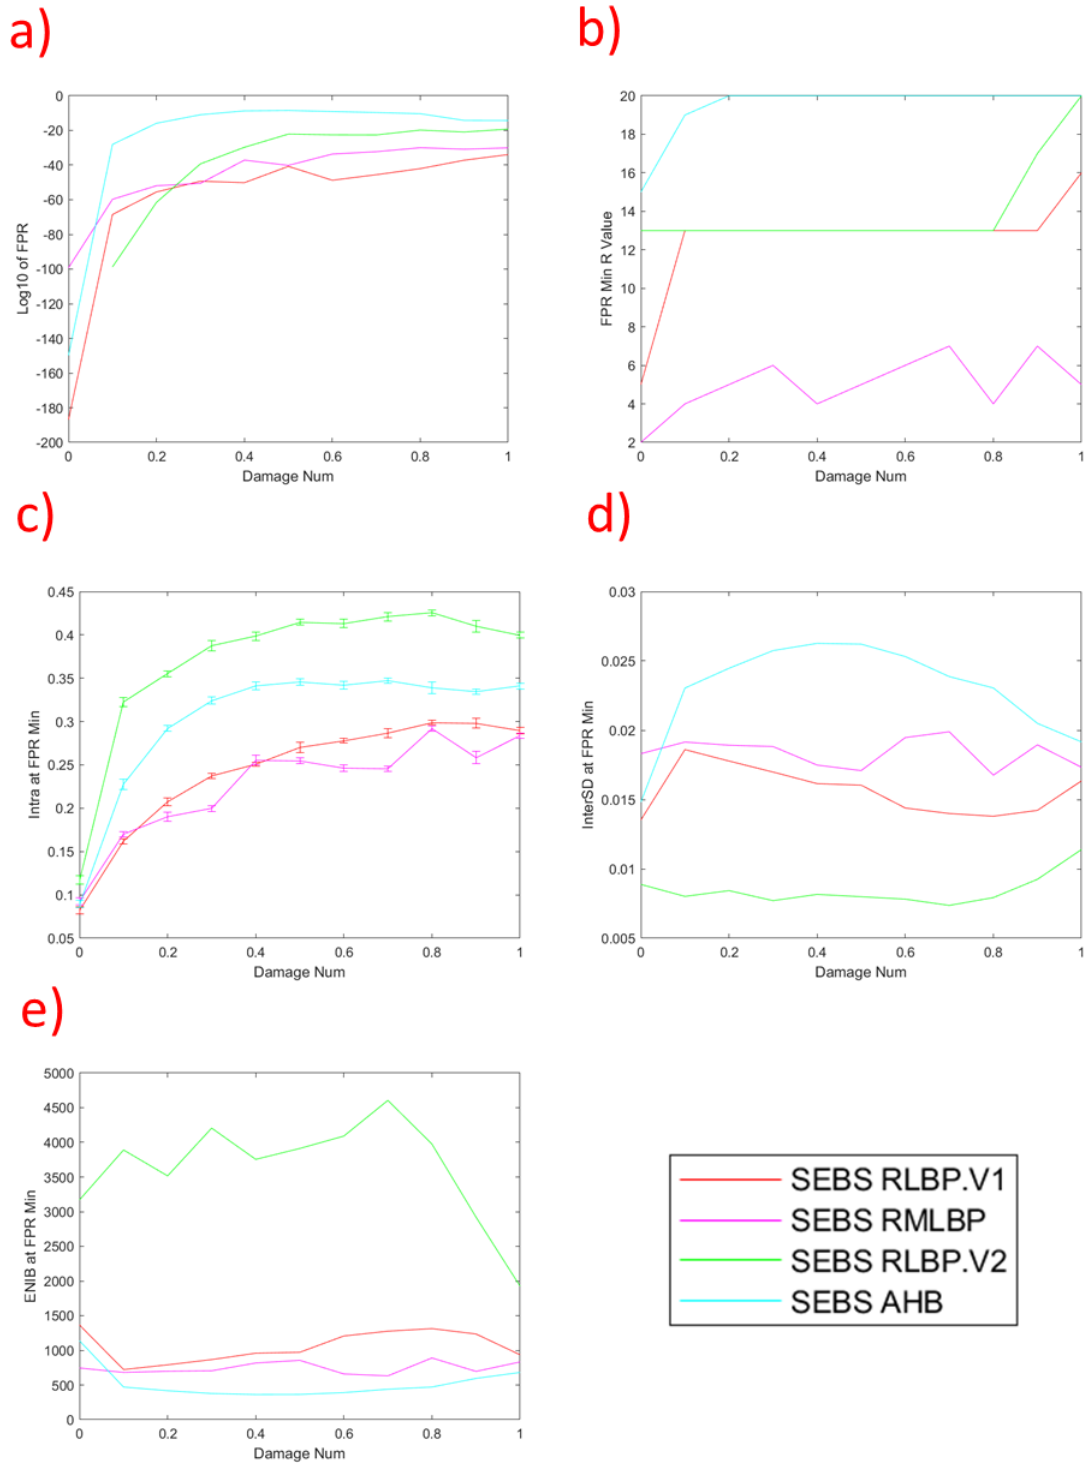 a)
0
-20
-40
-60
-80
-100
-120
-140
-160
-180
-200
Log10 of FPR
0 0.2 0.4 0.6 0.8 1
Damage Num
b)
20
18
16
14
13
12
10
8
6
4
2
FPR Min R Value
0 0.2 0.4 0.6 0.8 1
Damage Num
c)
0.45
0.4
0.35
0.3
0.25
0.2
0.15
0.1
0.05
Intra at FPR Min
0 0.2 0.4 0.6 0.8 1
Damage Num
d)
0.03
0.025
0.02
0.015
0.01
0.005
InterSD at FPR Min
0 0.2 0.4 0.6 0.8 1
Damage Num
e)
5000
4500
4000
3500
3000
2500
2000
1500
1000
500
0
ENIB at FPR Min
0 0.2 0.4 0.6 0.8 1
Damage Num
SEBS RLBP.V1
SEBS RMLBP
SEBS RLBP.V2
SEBS AHB